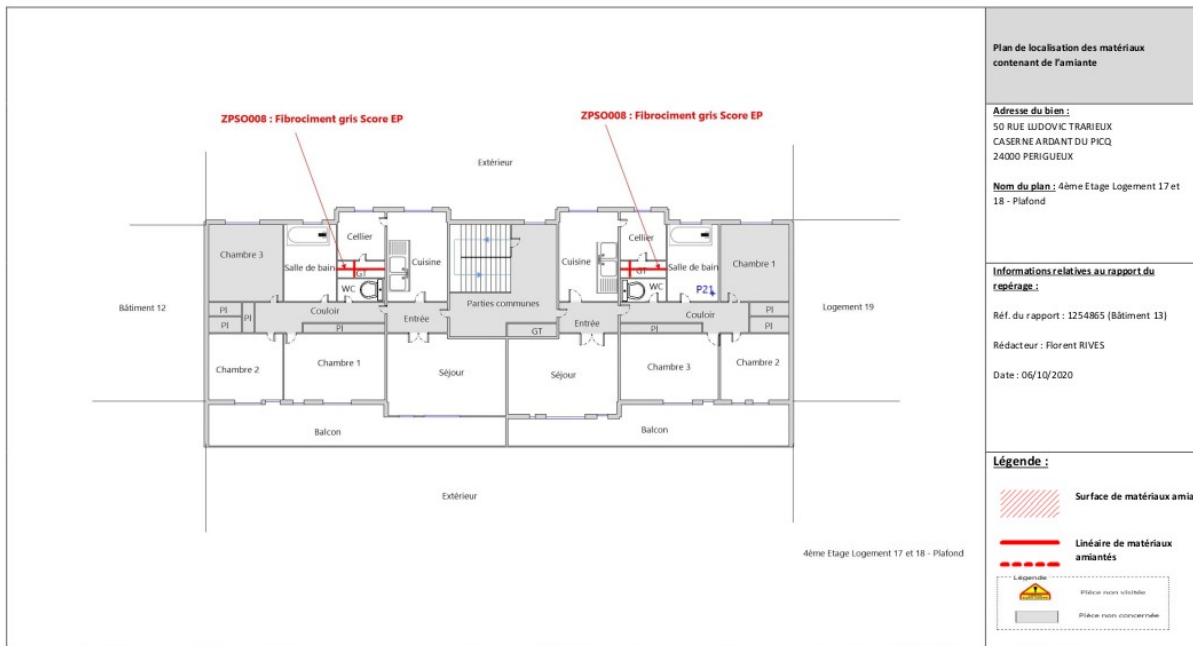 Plan de localisation des matériaux
contenant de l'amiante
Adresse du bien :
50 RUE LUDOVIC TRARIEUX
CASERNE ARDANT DU PICQ
24000 PERIGUEUX
Nom du plan : 4ème Etage Logement 17 et
18 - Plafond
Informations relatives au rapport du
repérage :
Réf. du rapport : 1254865 (Bâtiment 13)
Rédacteur : Florent RIVES
Date : 06/10/2020
Légende :
Surface de matériaux amia
Linéaire de matériaux
amiantés
Légende
Pièce non visitée
Pièce non concernée
ZPSO008 : Fibrociment gris Score EP
ZPSO008 : Fibrociment gris Score EP
Extérieur
Cellier
Cellier
Chambre 3
Salle de bain
GT
Cuisine
Cuisine
GT
Salle de bain
Chambre 1
WC
WC
P21
Bâtiment 12
Parties communes
Logement 19
PI
PI
PI
Couloir
PI
Entrée
GT
Entrée
Couloir
PI
PI
PI
Chambre 2
Chambre 1
Séjour
Séjour
Chambre 3
Chambre 2
Balcon
Balcon
Extérieur
4ème Etage Logement 17 et 18 - Plafond